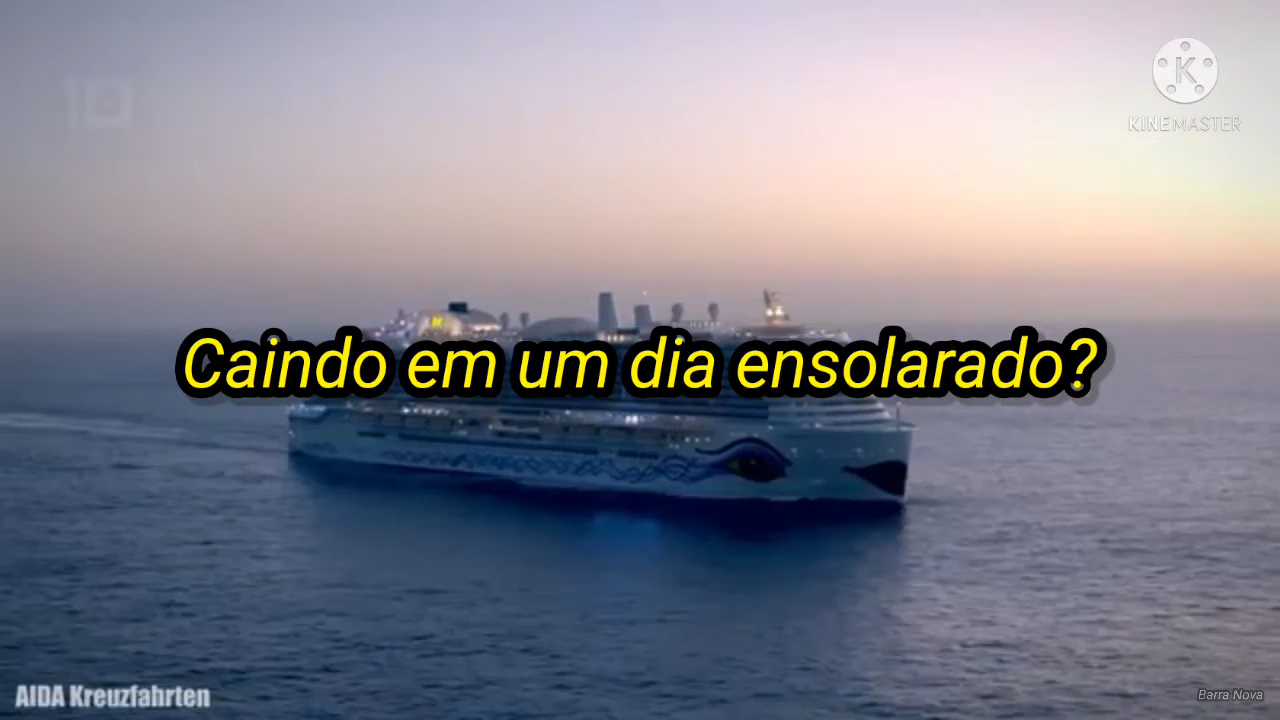 KINEMASTER
Caindo em um dia ensolarado?
AIDA Kreuzfahrten
Barra Nova